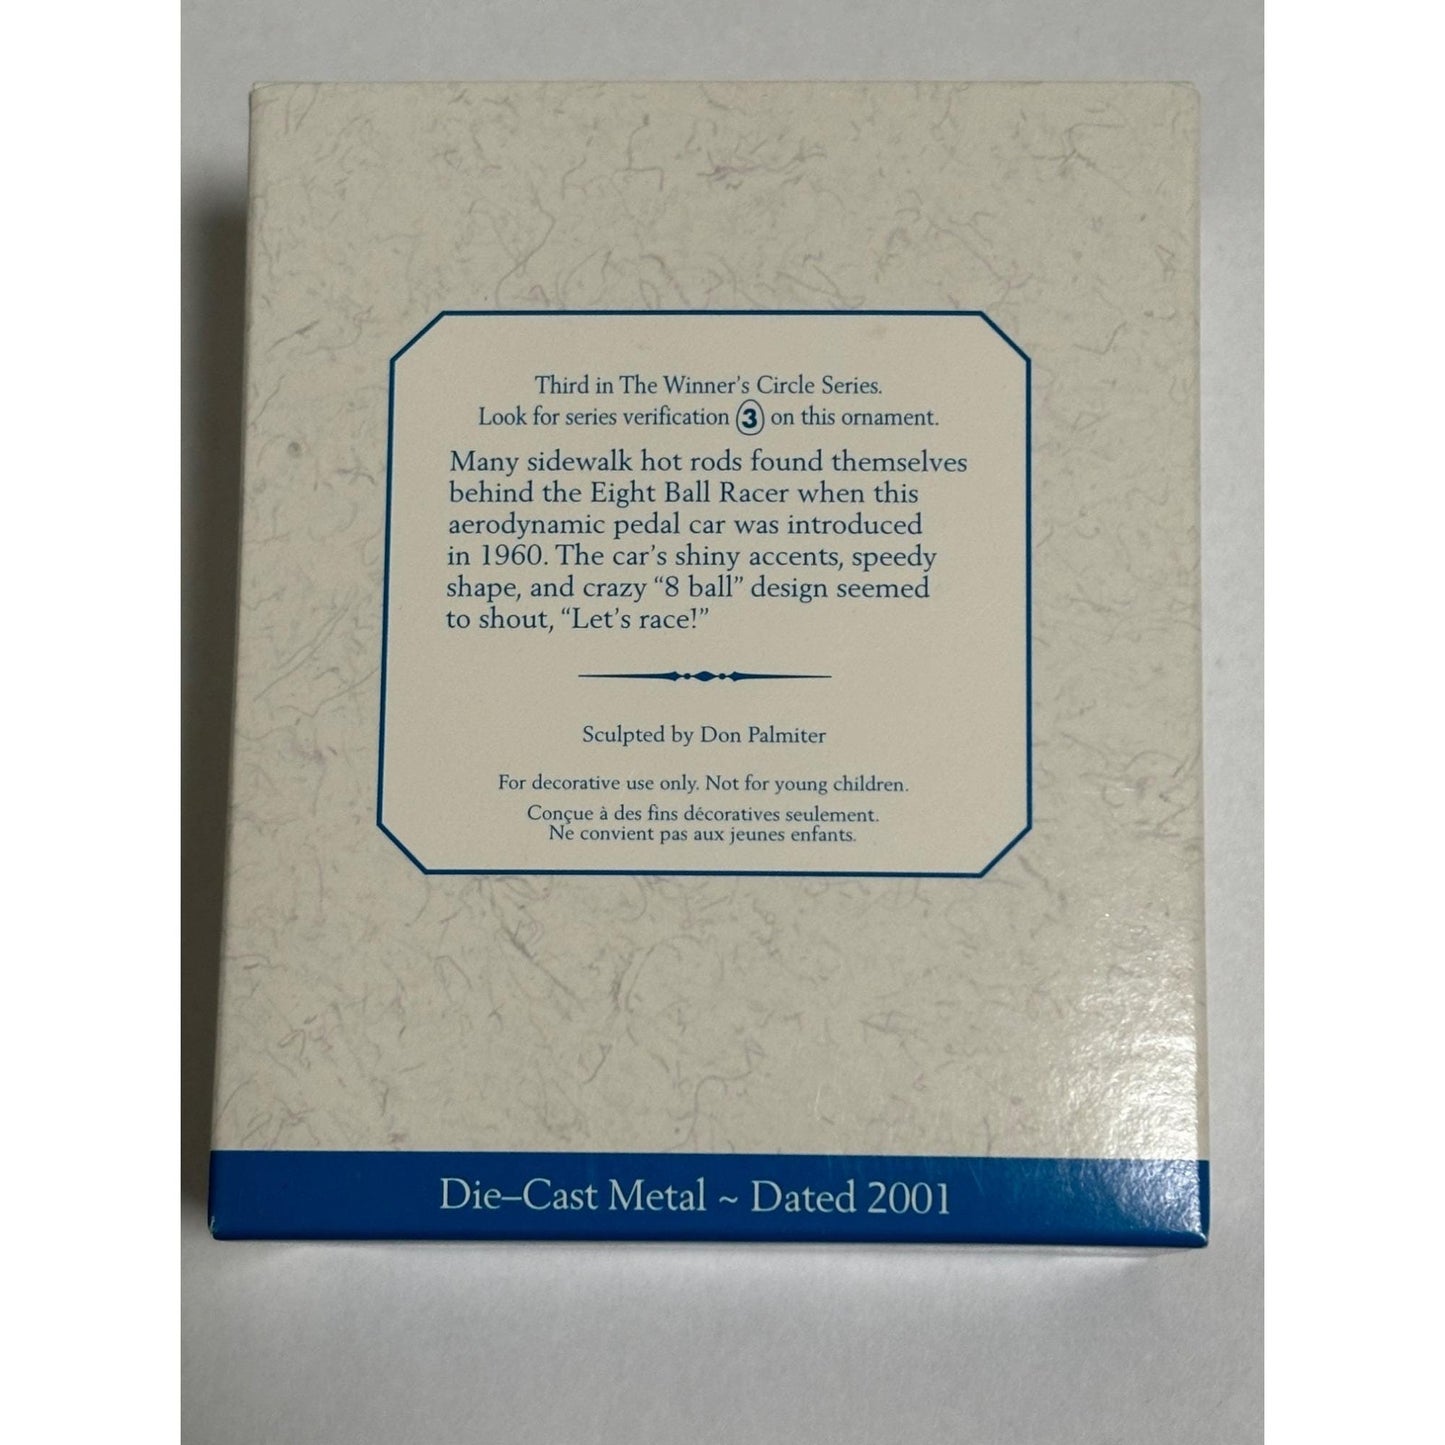 Third in The Winner's Circle Series.
Look for series verification 3 on this ornament.
Many sidewalk hot rods found themselves
behind the Eight Ball Racer when this
aerodynamic pedal car was introduced
in 1960. The car's shiny accents, speedy
shape, and crazy “8 ball” design seemed
to shout, “Let's race!”
Sculpted by Don Palmiter
For decorative use only. Not for young children.
Conçue à des fins décoratives seulement.
Ne convient pas aux jeunes enfants.
Die–Cast Metal ~ Dated 2001